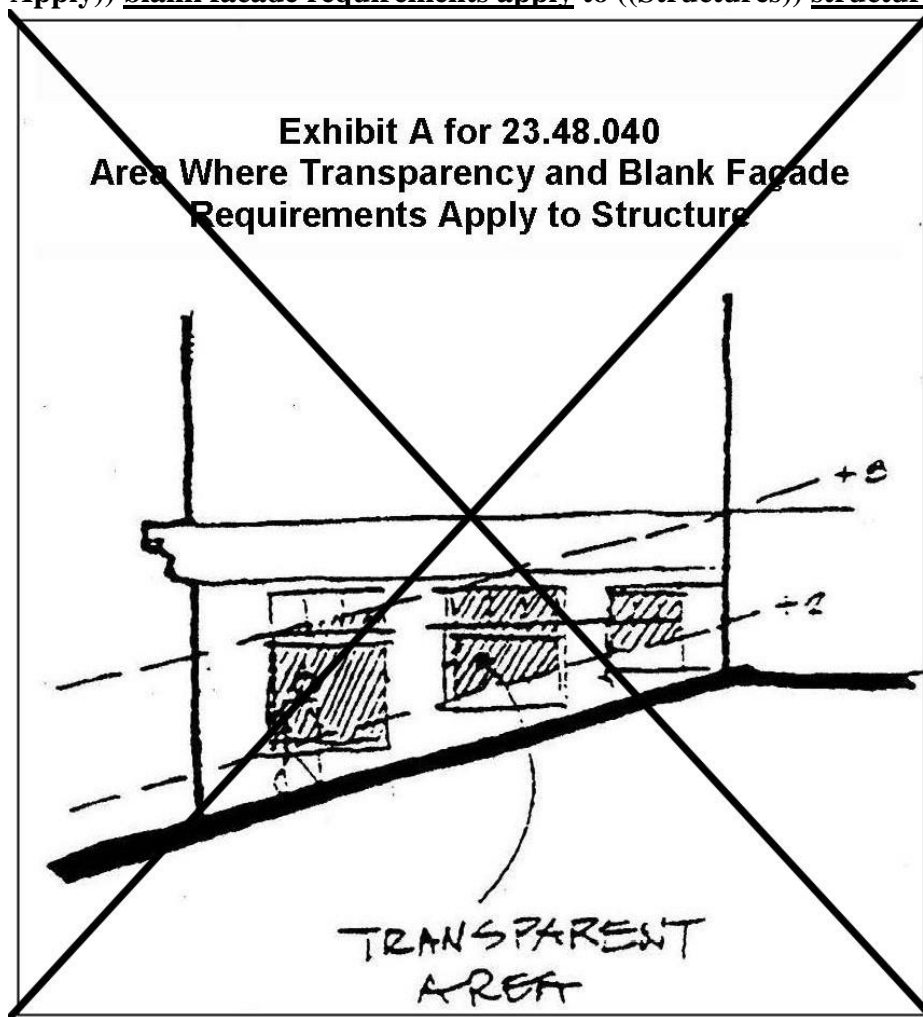 Apply)) blank façade requirements apply to ((Structures)) structur
Exhibit A for 23.48.040
Area Where Transparency and Blank Façade
Requirements Apply to Structure
+8
+2
TRANSPARENT
AREA